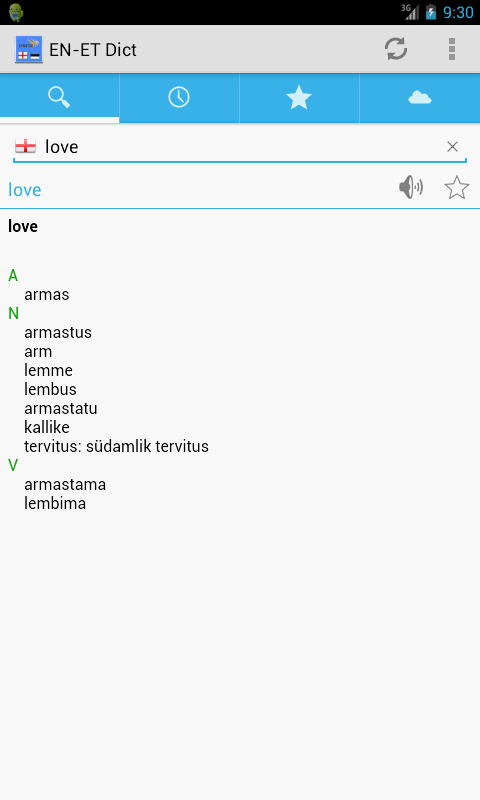 3G
9:30
EN-ET Dict
love
love
love
A
armas
N
armastus
arm
lemme
lembus
armastatu
kallike
tervitus: südamlik tervitus
V
armastama
lembima